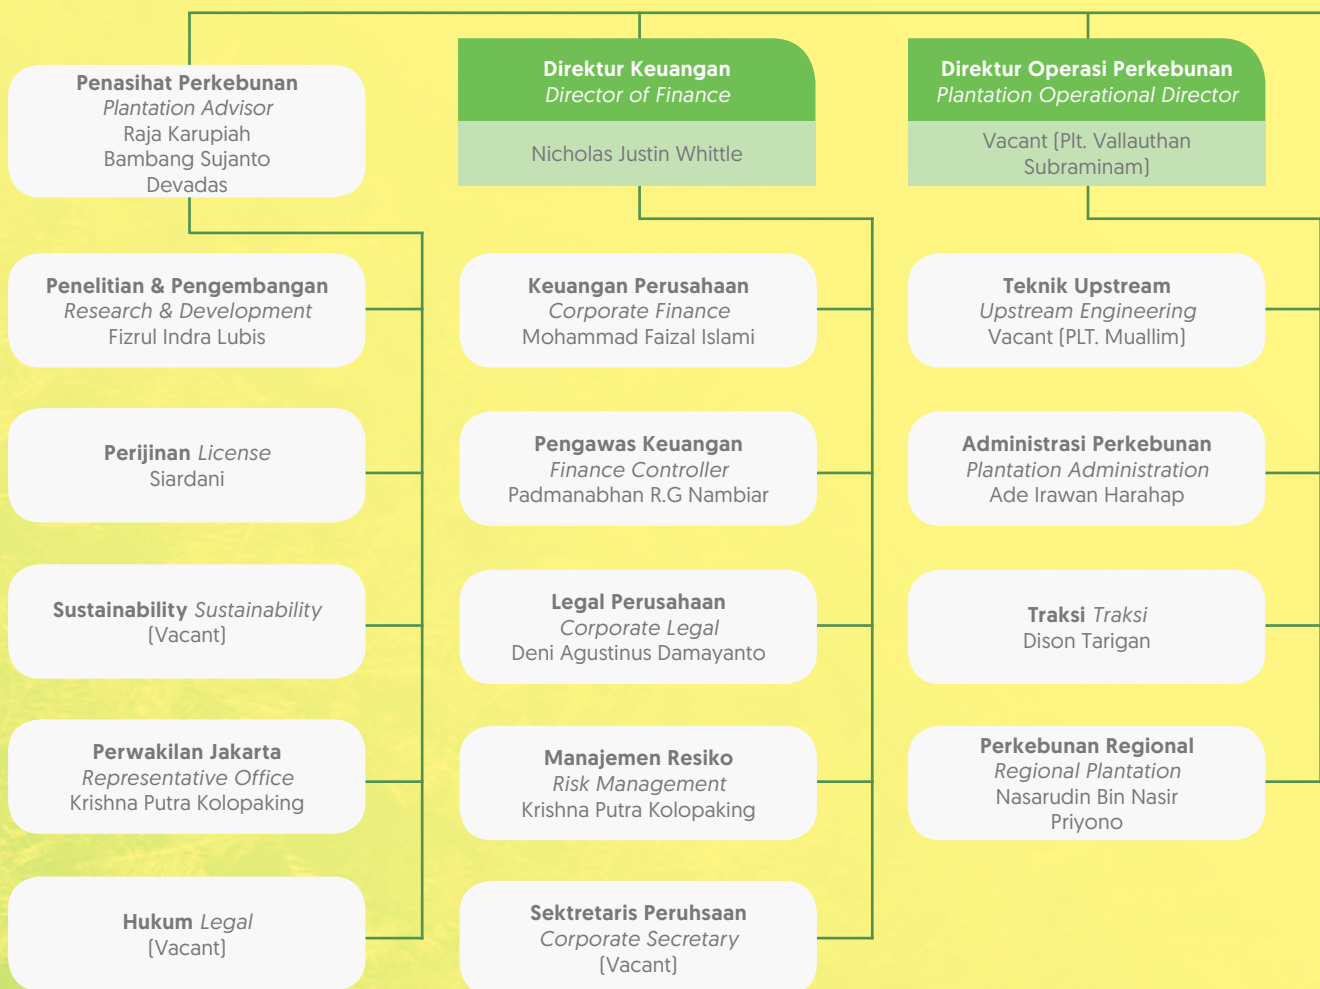 Penasihat Perkebunan
Plantation Advisor
Raja Karupiah
Bambang Sujanto
Devadas
Penelitian & Pengembangan
Research & Development
Fizrul Indra Lubis
Perijinan License
Siardani
Sustainability Sustainability
(Vacant)
Perwakilan Jakarta
Representative Office
Krishna Putra Kolopaking
Hukum Legal
(Vacant)
Direktur Keuangan
Director of Finance
Nicholas Justin Whittle
Keuangan Perusahaan
Corporate Finance
Mohammad Faizal Islami
Pengawas Keuangan
Finance Controller
Padmanabhan R.G Nambiar
Legal Perusahaan
Corporate Legal
Deni Agustinus Damayanto
Manajemen Resiko
Risk Management
Krishna Putra Kolopaking
Sektretaris Peruhsaan
Corporate Secretary
(Vacant)
Direktur Operasi Perkebunan
Plantation Operational Director
Vacant (Plt. Vallauthan
Subraminam)
Teknik Upstream
Upstream Engineering
Vacant (PLT. Muallim)
Administrasi Perkebunan
Plantation Administration
Ade Irawan Harahap
Traksi Traksi
Dison Tarigan
Perkebunan Regional
Regional Plantation
Nasarudin Bin Nasir
Priyono